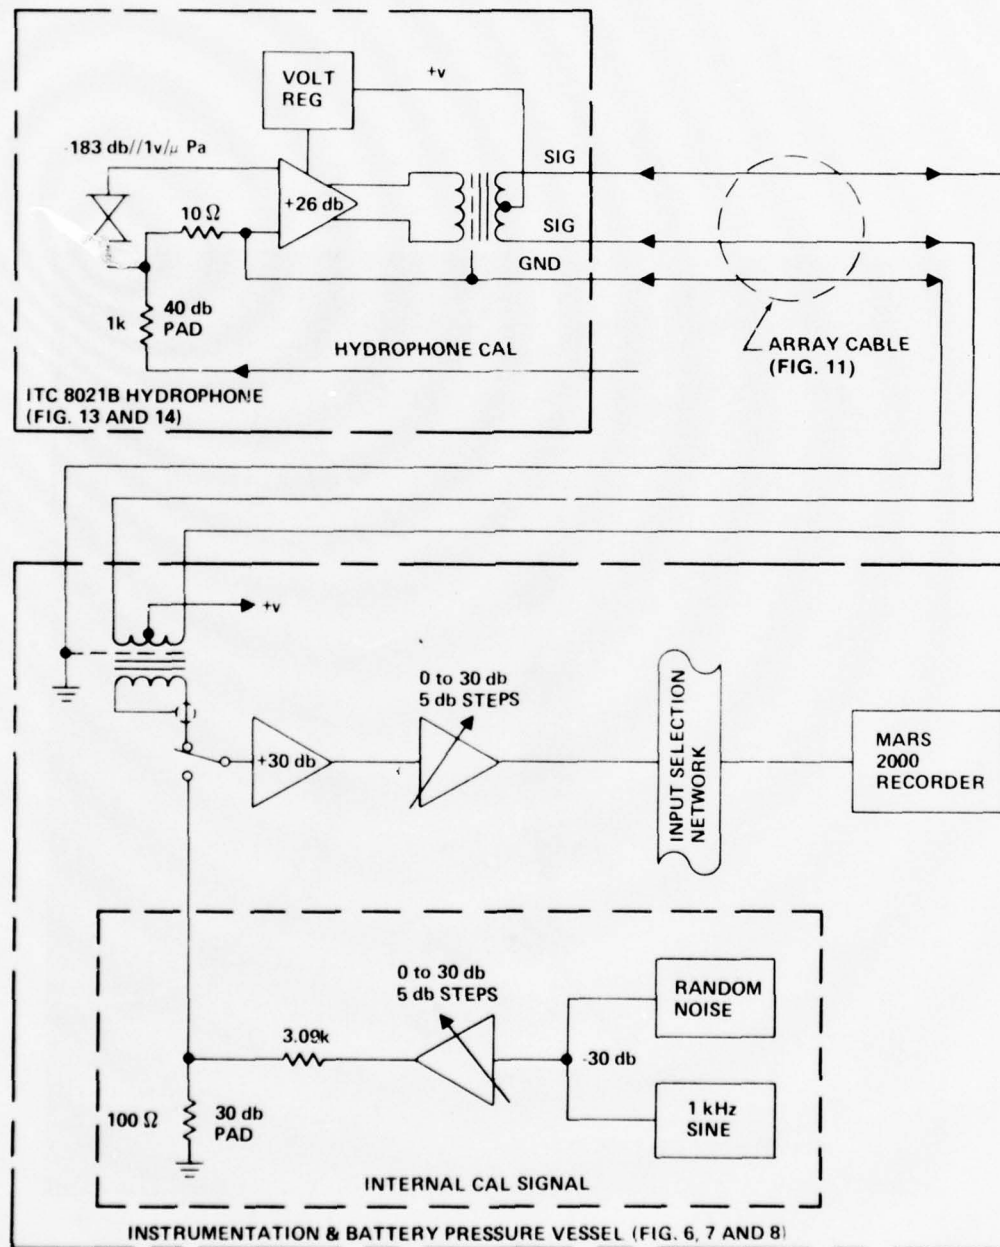 VOLT
REG
+v
-183 db//1v/μ Pa
SIG
+26 db
10 Ω
SIG
GND
1k
40 db
PAD
HYDROPHONE CAL
ARRAY CABLE
(FIG. 11)
ITC 8021B HYDROPHONE
(FIG. 13 AND 14)
+v
0 to 30 db
5 db STEPS
+30 db
INPUT SELECTION
NETWORK
MARS
2000
RECORDER
0 to 30 db
5 db STEPS
RANDOM
NOISE
3.09k
-30 db
100 Ω
30 db
PAD
1 kHz
SINE
INTERNAL CAL SIGNAL
INSTRUMENTATION & BATTERY PRESSURE VESSEL (FIG. 6, 7 AND 8)